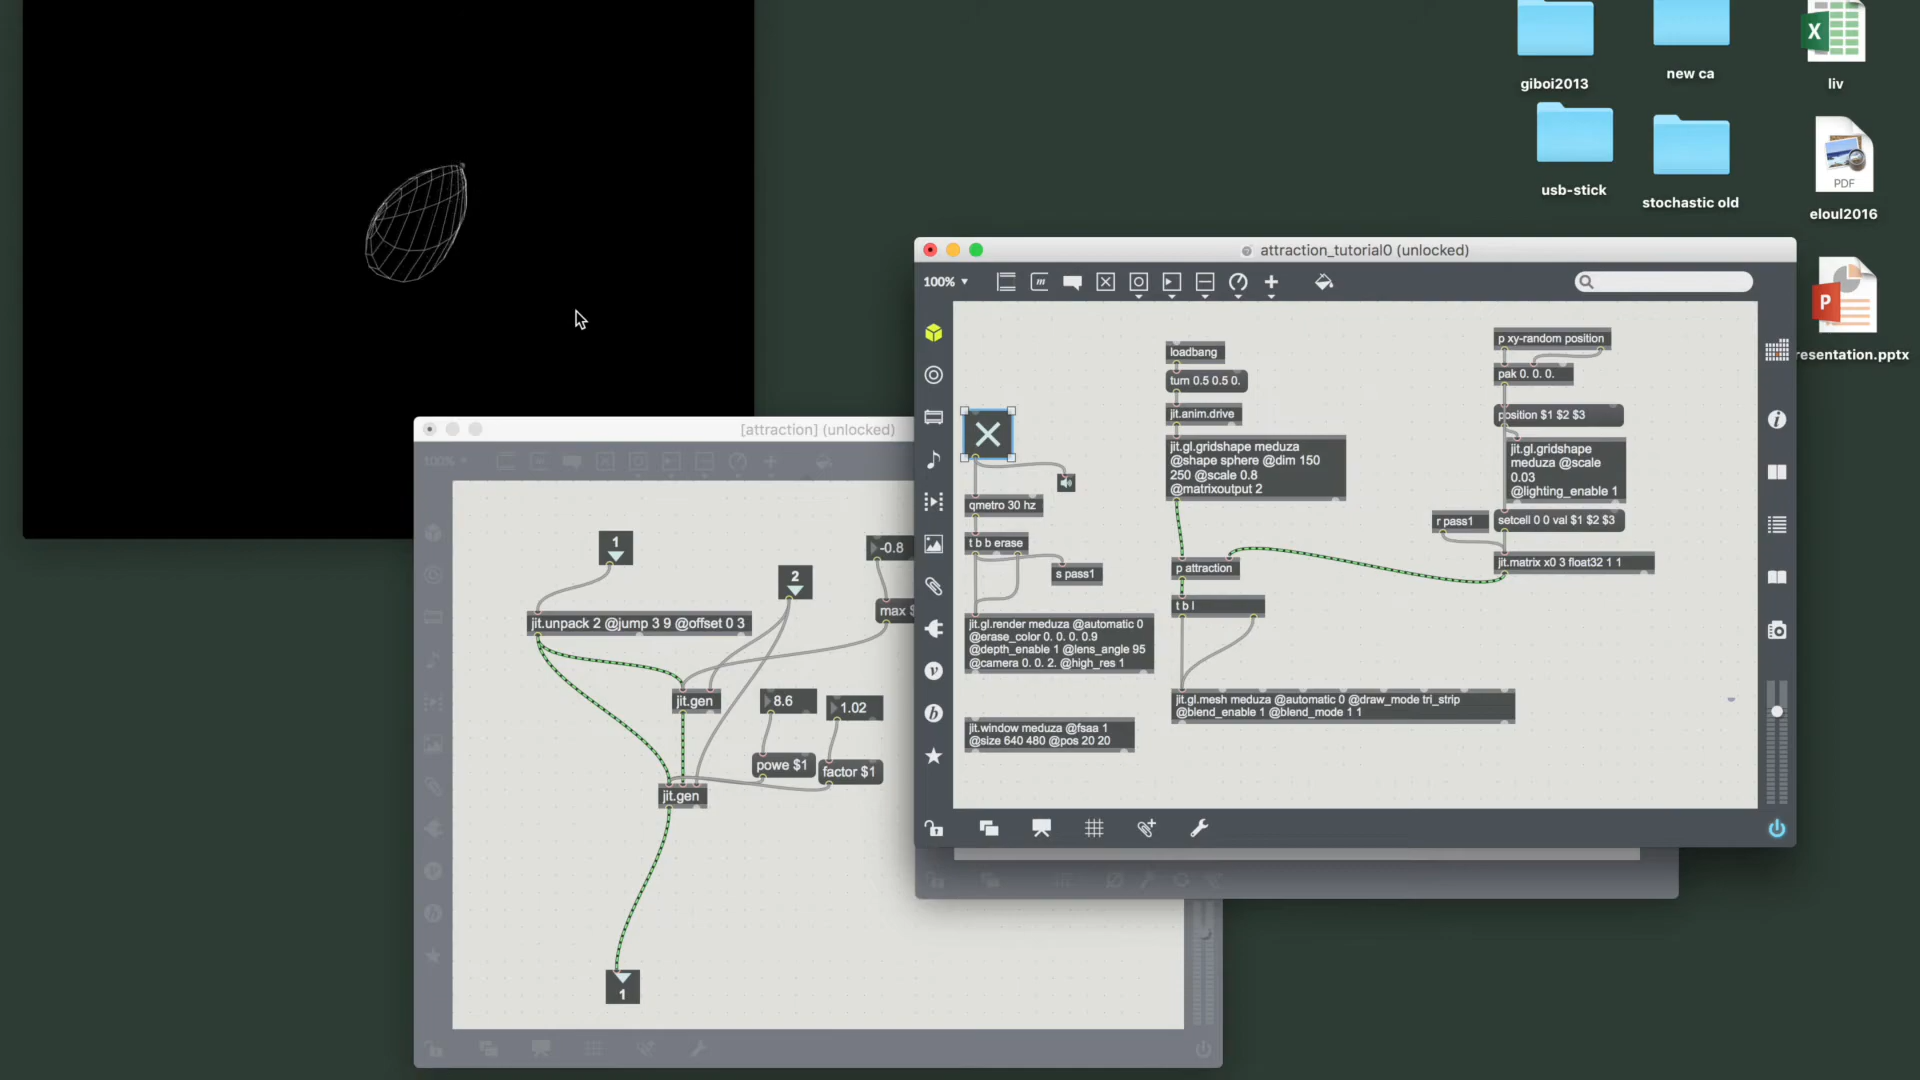 giboi2013
new ca
liv
usb-stick
stochastic old
PDF
eloul2016
resentation.pptx
attraction_tutorial0 (unlocked)
100%
loadbang
turn 0.5 0.5 0.
jit.anim.drive
jit.gl.gridshape meduza
@shape sphere @dim 150
250 @scale 0.8
@matrixoutput 2
p xy-random position
pak 0. 0. 0.
position $1 $2 $3
jit.gl.gridshape
meduza @scale
0.03
@lighting_enable 1
r pass1
setcell 0 0 val $1 $2 $3
jit.matrix x0 3 float32 1 1
qmetro 30 hz
t b b erase
s pass1
p attraction
t b l
jit.gl.render meduza @automatic 0
@erase_color 0. 0. 0. 0.9
@depth_enable 1 @lens_angle 95
@camera 0. 0. 2. @high_res 1
jit.gl.mesh meduza @automatic 0 @draw_mode tri_strip
@blend_enable 1 @blend_mode 1 1
jit.window meduza @fsaa 1
@size 640 480 @pos 20 20
[attraction] (unlocked)
100%
1
2
-0.8
jit.unpack 2 @jump 3 9 @offset 0 3
max $
jit.gen
8.6
1.02
powe $1
factor $1
jit.gen
1